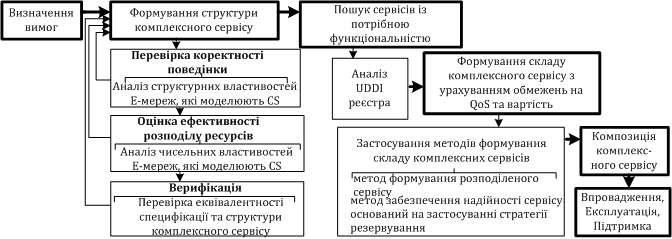 Визначення
вимог
Формування структури
комплексного сервісу
Пошук сервісів із
потрібною
функціональністю
Перевірка коректності
поведінки
Аналіз структурних властивостей
Е-мереж, які моделюють CS
Оцінка ефективності
розподілу ресурсів
Аналіз чисельних властивостей
Е-мереж, які моделюють CS
Верифікація
Перевірка еквівалентності
специфікації та структури
комплексного сервісу
Аналіз
UDDI
реєстра
Формування складу
комплексного сервісу з
урахуванням обмежень на
QoS та вартість
Застосування методів формування
складу комплексних сервісів
метод формування розподіленого
сервісу
метод забезпечення надійності сервісу
оснований на застосуванні стратегії
резервування
Композиція
комплекс-
ного сервісу
Впровадження,
Експлуатація,
Підтримка